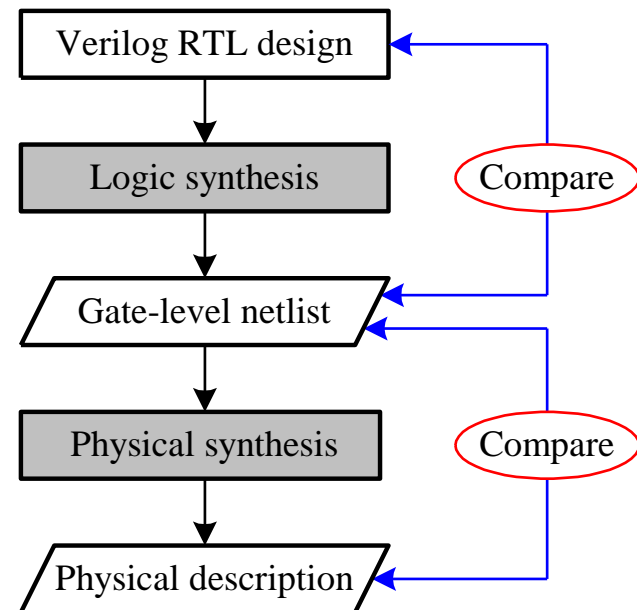 Verilog RTL design
Logic synthesis
Compare
Gate-level netlist
Physical synthesis
Compare
Physical description